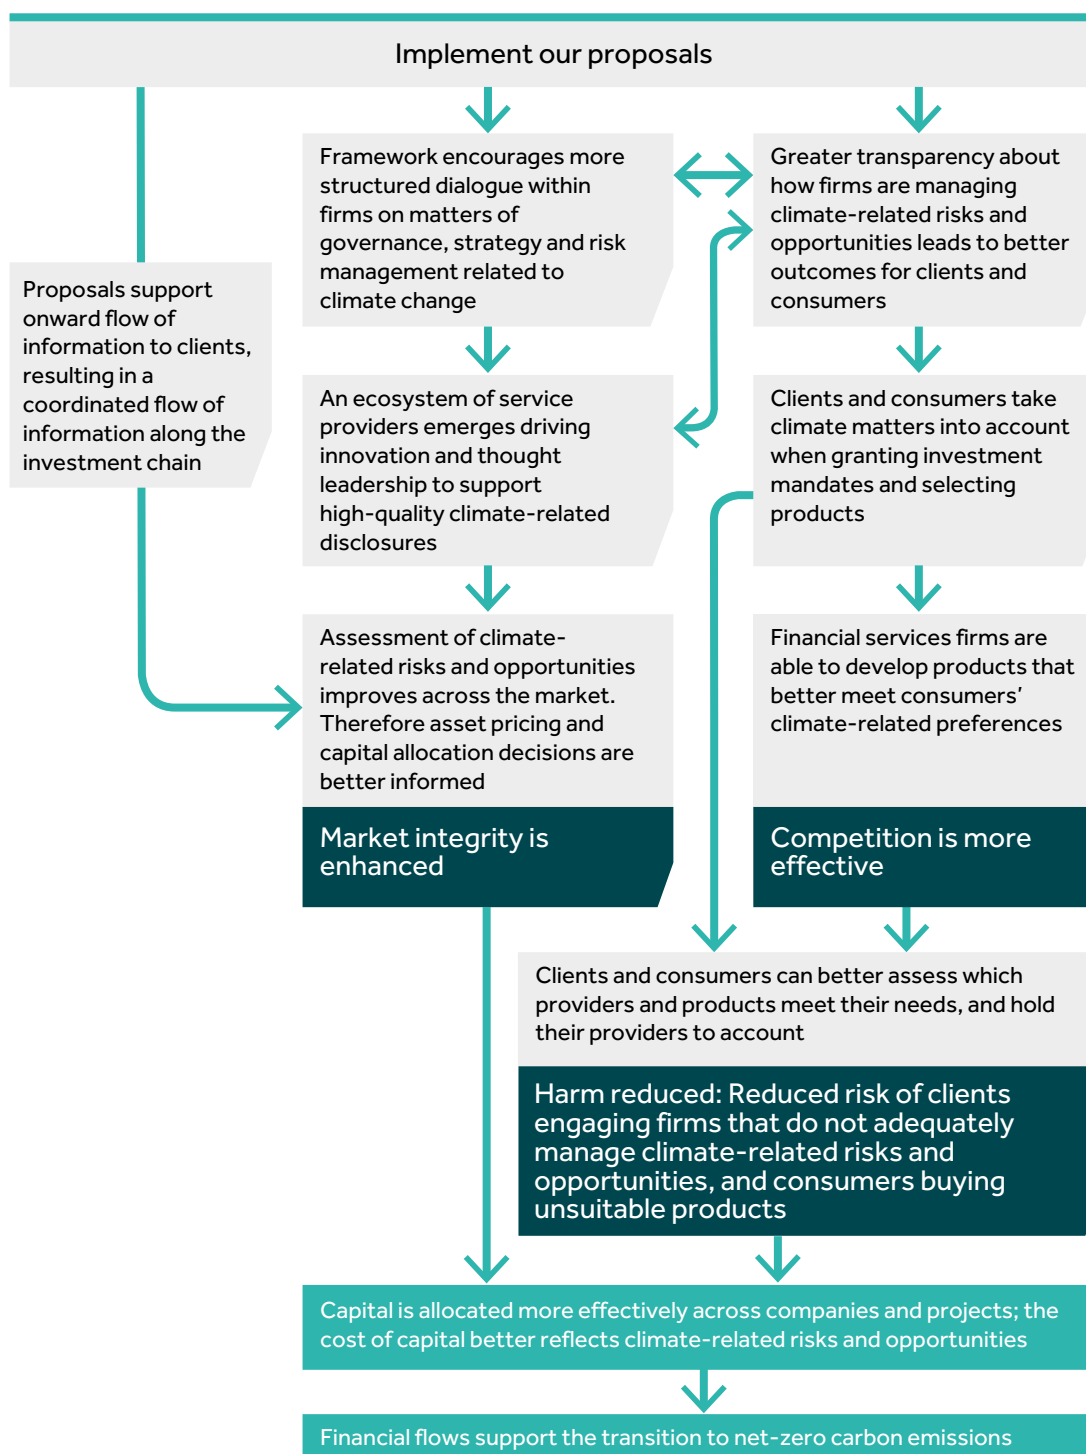 Implement our proposals
Proposals support
onward flow of
information to clients,
resulting in a
coordinated flow of
information along the
investment chain
Framework encourages more
structured dialogue within
firms on matters of
governance, strategy and risk
management related to
climate change
An ecosystem of service
providers emerges driving
innovation and thought
leadership to support
high-quality climate-related
disclosures
Assessment of climate-
related risks and opportunities
improves across the market.
Therefore asset pricing and
capital allocation decisions are
better informed
Market integrity is
enhanced
Greater transparency about
how firms are managing
climate-related risks and
opportunities leads to better
outcomes for clients and
consumers
Clients and consumers take
climate matters into account
when granting investment
mandates and selecting
products
Financial services firms are
able to develop products that
better meet consumers’
climate-related preferences
Competition is more
effective
Clients and consumers can better assess which
providers and products meet their needs, and hold
their providers to account
Harm reduced: Reduced risk of clients
engaging firms that do not adequately
manage climate-related risks and
opportunities, and consumers buying
unsuitable products
Capital is allocated more effectively across companies and projects; the
cost of capital better reflects climate-related risks and opportunities
Financial flows support the transition to net-zero carbon emissions